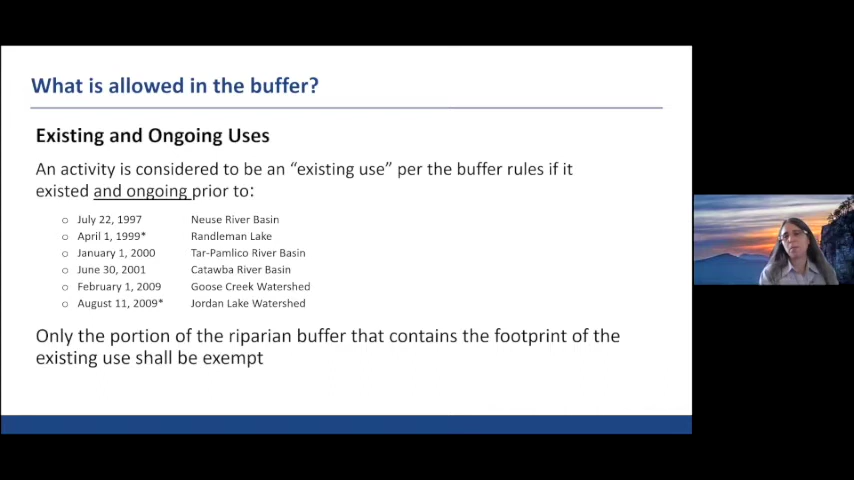 What is allowed in the buffer?
Existing and Ongoing Uses
An activity is considered to be an “existing use” per the buffer rules if it
existed and ongoing prior to:
o July 22, 1997 Neuse River Basin
o April 1, 1999* Randleman Lake
o January 1, 2000 Tar-Pamlico River Basin
o June 30, 2001 Catawba River Basin
o February 1, 2009 Goose Creek Watershed
o August 11, 2009* Jordan Lake Watershed
Only the portion of the riparian buffer that contains the footprint of the
existing use shall be exempt